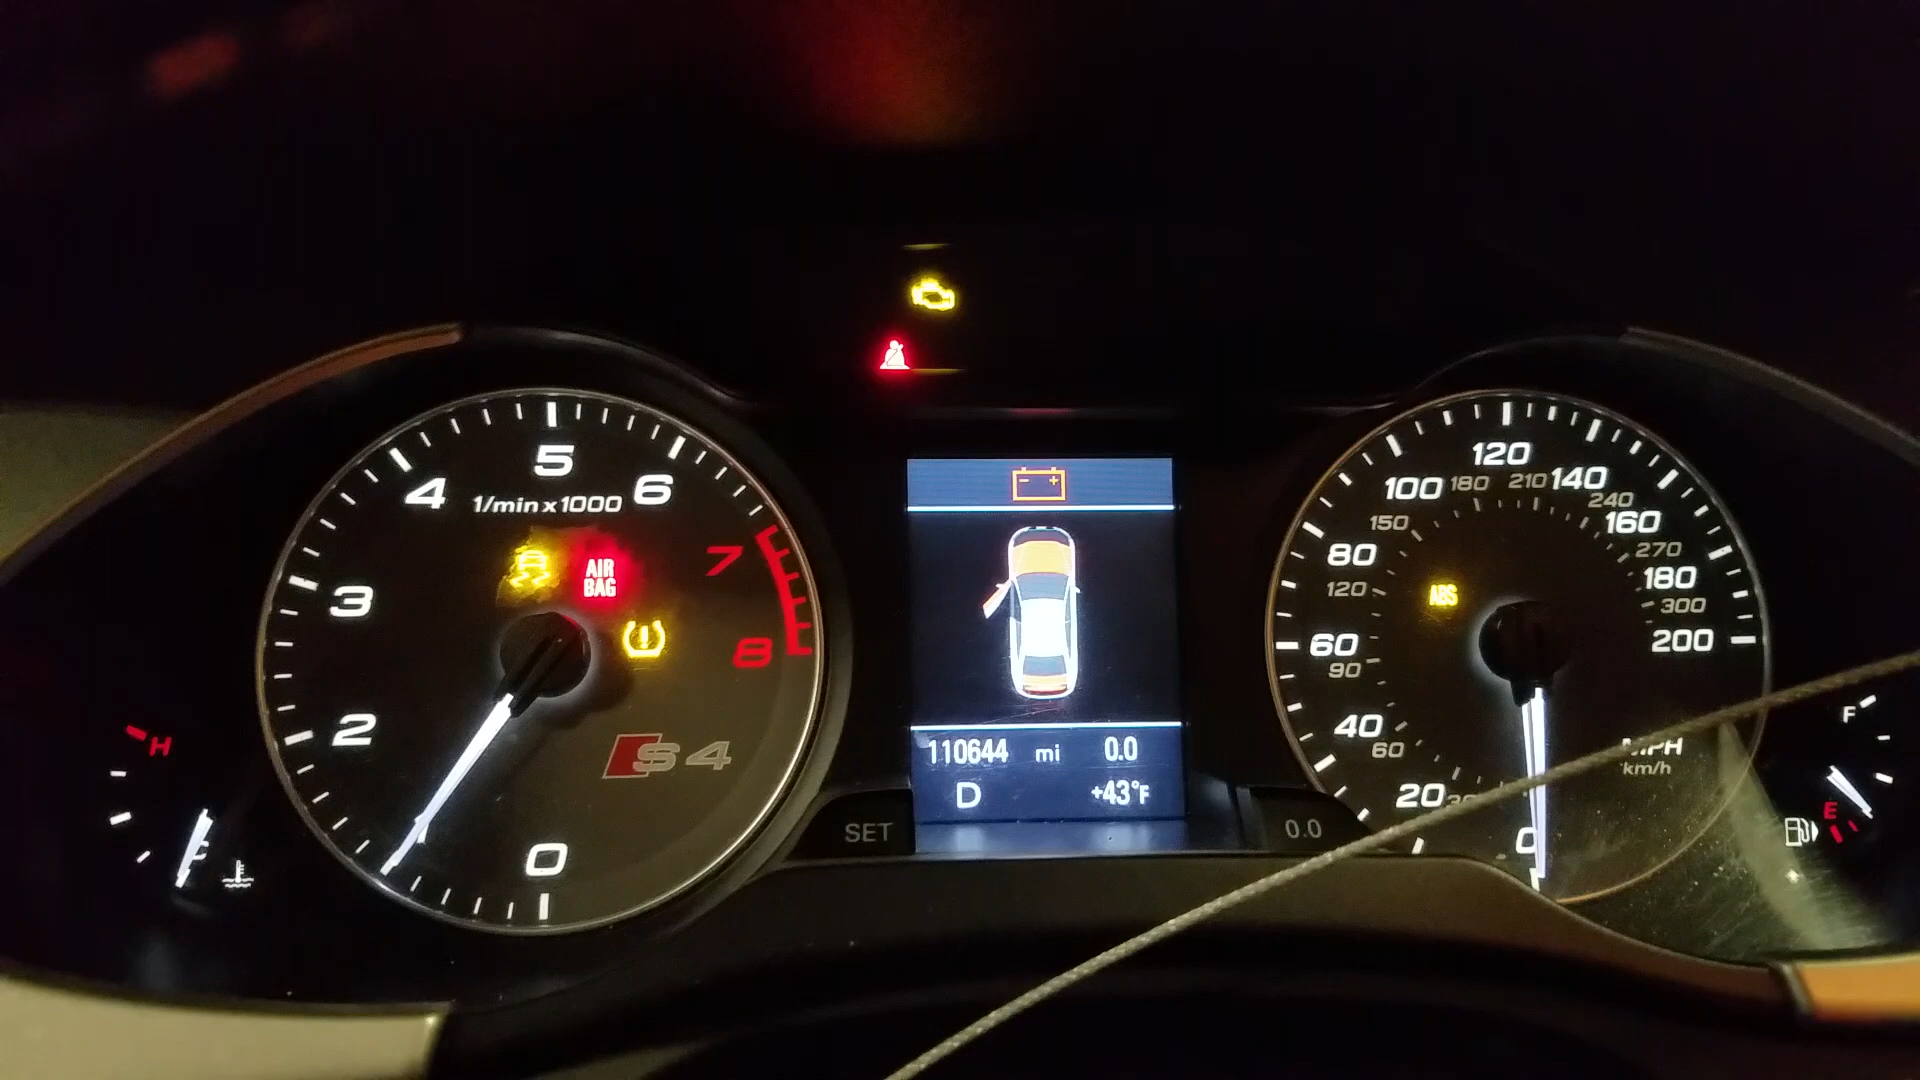 5
4
6
1/min x 1000
3
7
AIR
BAG
2
8
S4
0
H
- +
110644 mi 0.0
D +43°F
SET
0.0
120
100 180 210 140
240
150 160
80 270
120 180
ABS 300
60 200
90
40
60 MPH
km/h
20
0
F
E